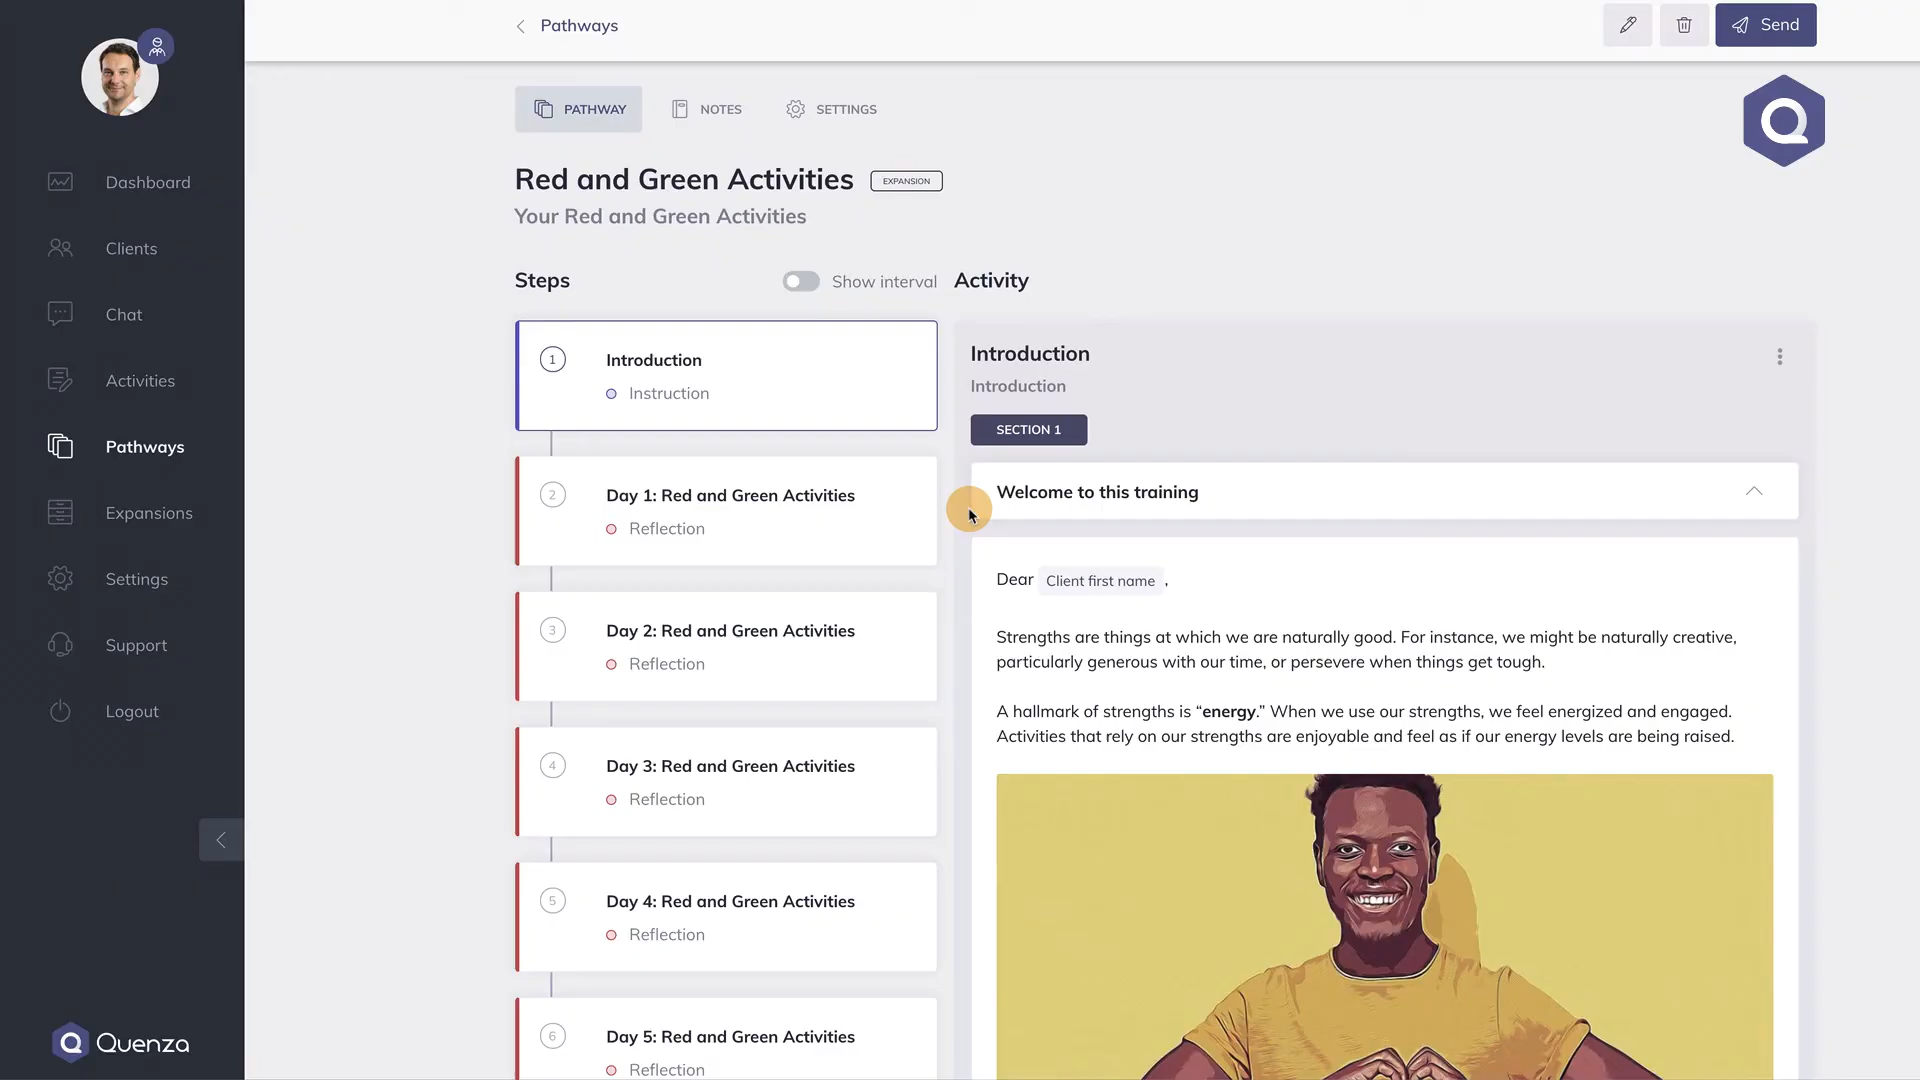 Pathways
Send
Dashboard
Clients
Chat
Activities
Pathways
Expansions
Settings
Support
Logout
Quenza
PATHWAY
NOTES
SETTINGS
Red and Green Activities
EXPANSION
Your Red and Green Activities
Steps
Show interval
1
Introduction
Instruction
2
Day 1: Red and Green Activities
Reflection
3
Day 2: Red and Green Activities
Reflection
4
Day 3: Red and Green Activities
Reflection
5
Day 4: Red and Green Activities
Reflection
6
Day 5: Red and Green Activities
Reflection
Activity
Introduction
Introduction
SECTION 1
Welcome to this training
Dear Client first name ,
Strengths are things at which we are naturally good. For instance, we might be naturally creative,
particularly generous with our time, or persevere when things get tough.
A hallmark of strengths is “energy.” When we use our strengths, we feel energized and engaged.
Activities that rely on our strengths are enjoyable and feel as if our energy levels are being raised.